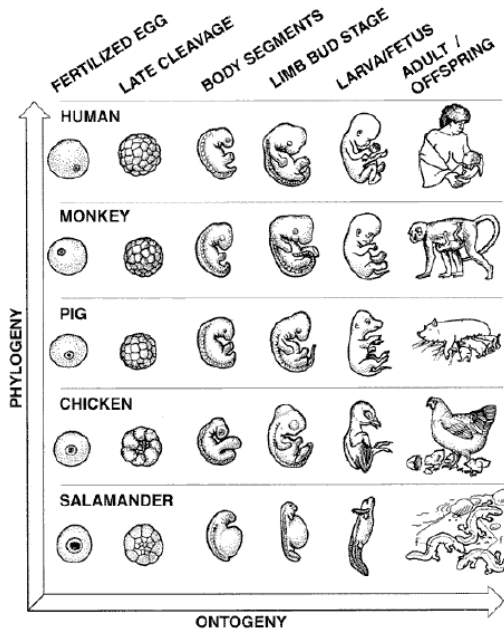 FERTILIZED EGG
LATE CLEAVAGE
BODY SEGMENTS
LIMB BUD STAGE
LARVA/FETUS
ADULT /
OFFSPRING
HUMAN
MONKEY
PIG
CHICKEN
SALAMANDER
PHYLOGENY
ONTOGENY